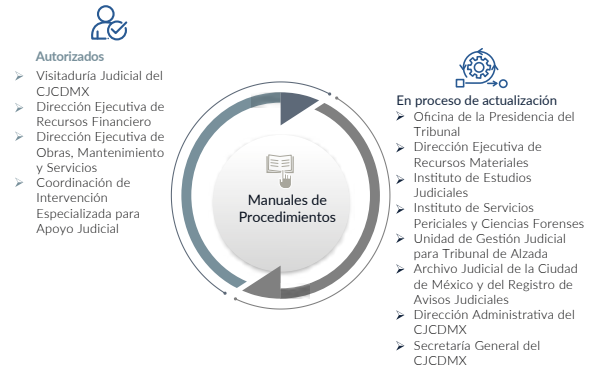 Autorizados
Visitaduría Judicial del
CJCDMX
Dirección Ejecutiva de
Recursos Financiero
Dirección Ejecutiva de
Obras, Mantenimiento
y Servicios
Coordinación de
Intervención
Especializada para
Apoyo Judicial
Manuales de
Procedimientos
En proceso de actualización
Oficina de la Presidencia del
Tribunal
Dirección Ejecutiva de
Recursos Materiales
Instituto de Estudios
Judiciales
Instituto de Servicios
Periciales y Ciencias Forenses
Unidad de Gestión Judicial
para Tribunal de Alzada
Archivo Judicial de la Ciudad
de México y del Registro de
Avisos Judiciales
Dirección Administrativa del
CJCDMX
Secretaría General del
CJCDMX